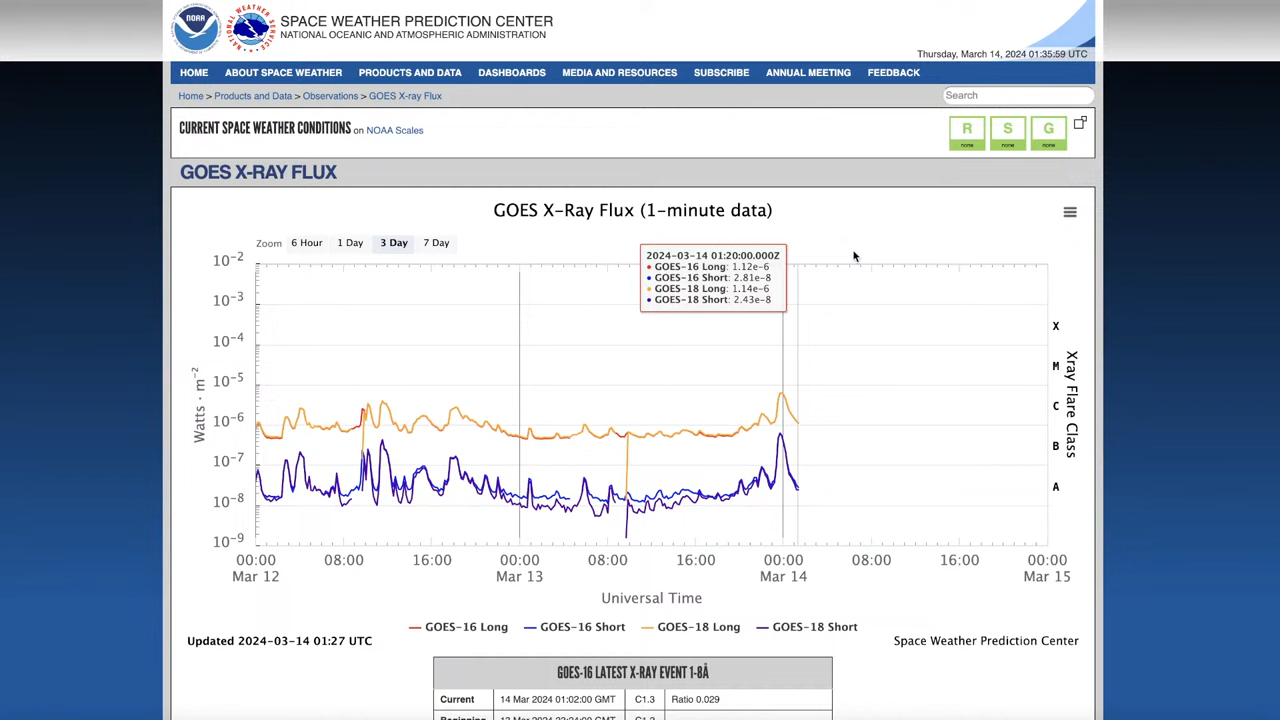 NOAA
NATIONAL WEATHER SERVICE
SPACE WEATHER PREDICTION CENTER
NATIONAL OCEANIC AND ATMOSPHERIC ADMINISTRATION
Thursday, March 14, 2024 01:35:59 UTC
HOME ABOUT SPACE WEATHER PRODUCTS AND DATA DASHBOARDS MEDIA AND RESOURCES SUBSCRIBE ANNUAL MEETING FEEDBACK
Home > Products and Data > Observations > GOES X-ray Flux
Search
CURRENT SPACE WEATHER CONDITIONS on NOAA Scales
R S G
none none none
GOES X-RAY FLUX
GOES X-Ray Flux (1-minute data)
Zoom 6 Hour 1 Day 3 Day 7 Day
2024-03-14 01:20:00.000Z
GOES-16 Long: 1.12e-6
GOES-16 Short: 2.81e-8
GOES-18 Long: 1.14e-6
GOES-18 Short: 2.43e-8
10⁻²
10⁻³
10⁻⁴
10⁻⁵
10⁻⁶
10⁻⁷
10⁻⁸
10⁻⁹
Watts · m⁻²
X
M
C
B
A
Xray Flare Class
00:00 08:00 16:00 00:00 08:00 16:00 00:00 08:00 16:00 00:00
Mar 12 Mar 13 Mar 14 Mar 15
Universal Time
GOES-16 Long GOES-16 Short GOES-18 Long GOES-18 Short
Updated 2024-03-14 01:27 UTC
Space Weather Prediction Center
GOES-16 LATEST X-RAY EVENT 1-8Å
Current 14 Mar 2024 01:02:00 GMT C1.3 Ratio 0.029